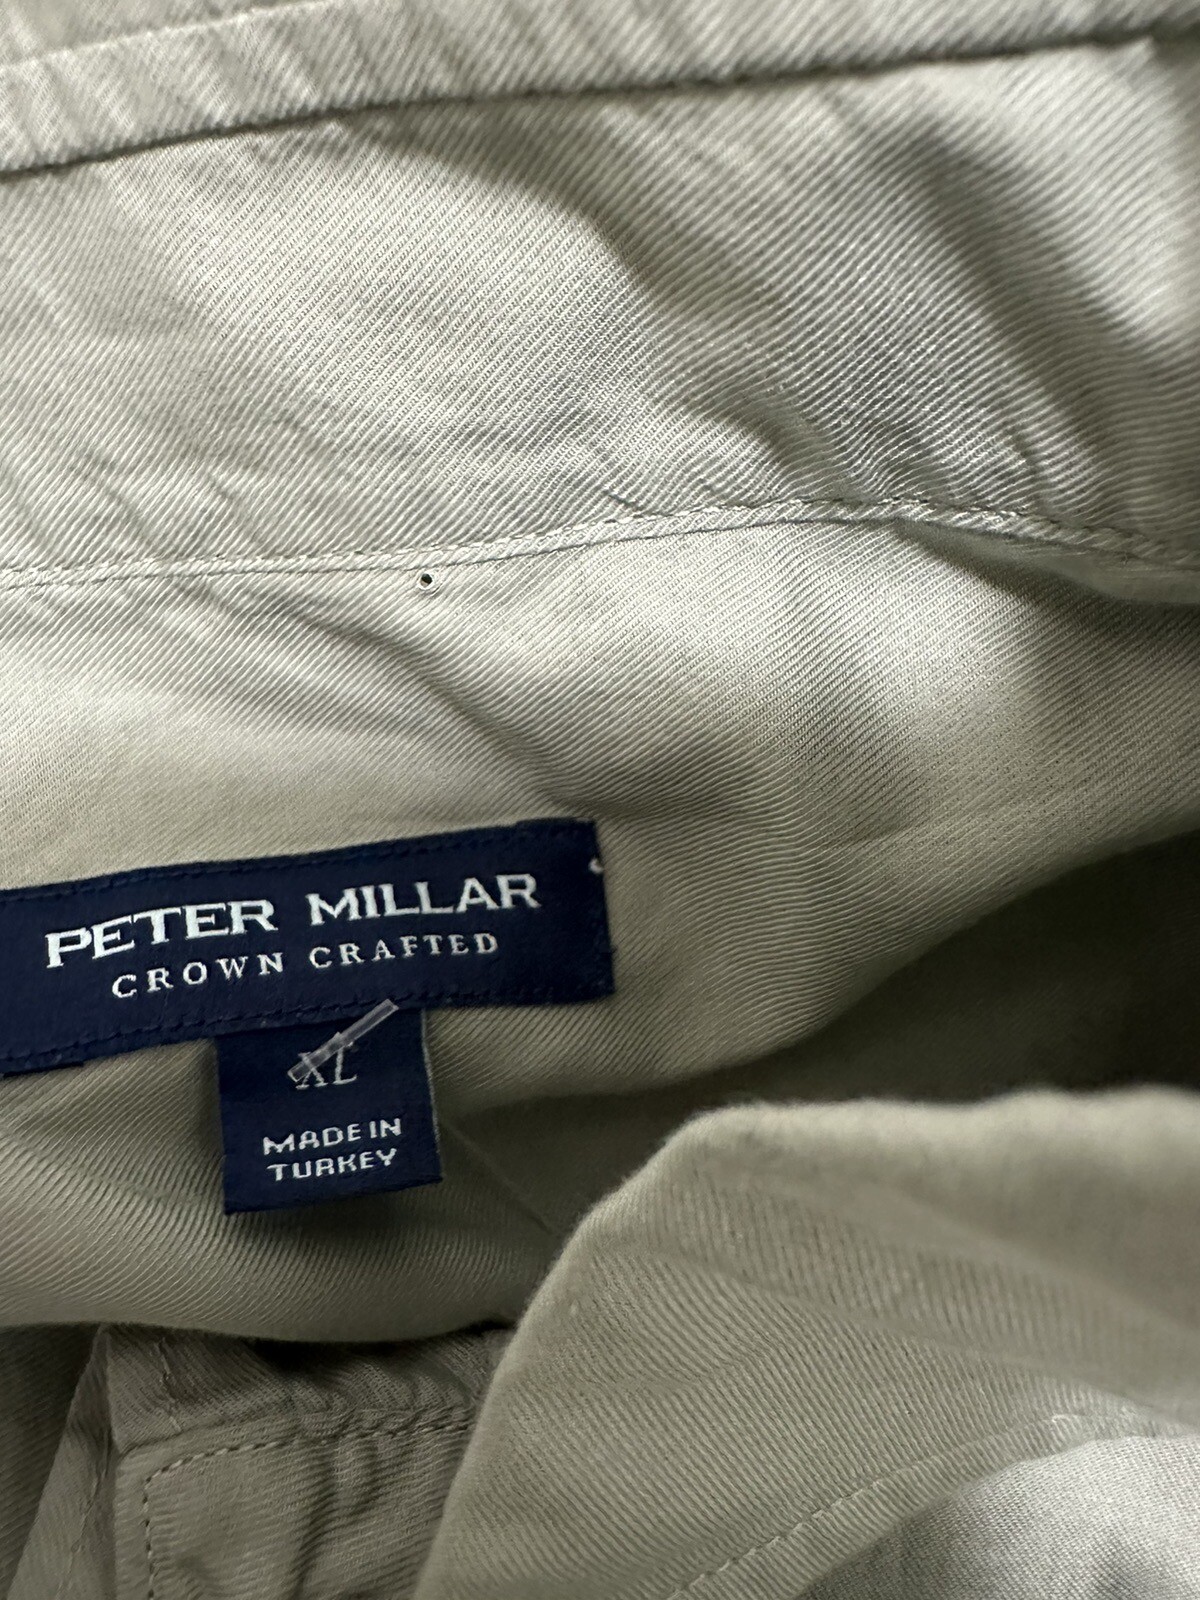 PETER MILLAR
CROWN CRAFTED
XL
MADE IN
TURKEY